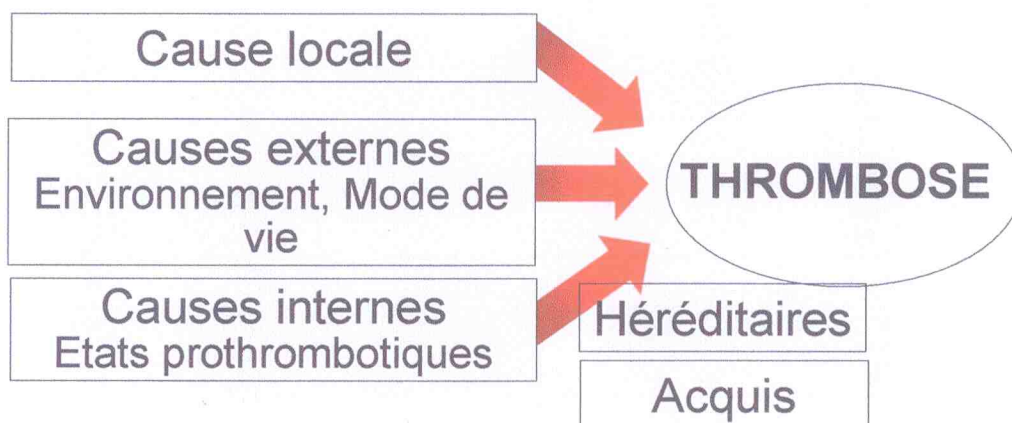 Cause locale
Causes externes
Environnement, Mode de
vie
THROMBOSE
Causes internes
Etats prothrombotiques
Héréditaires
Acquis